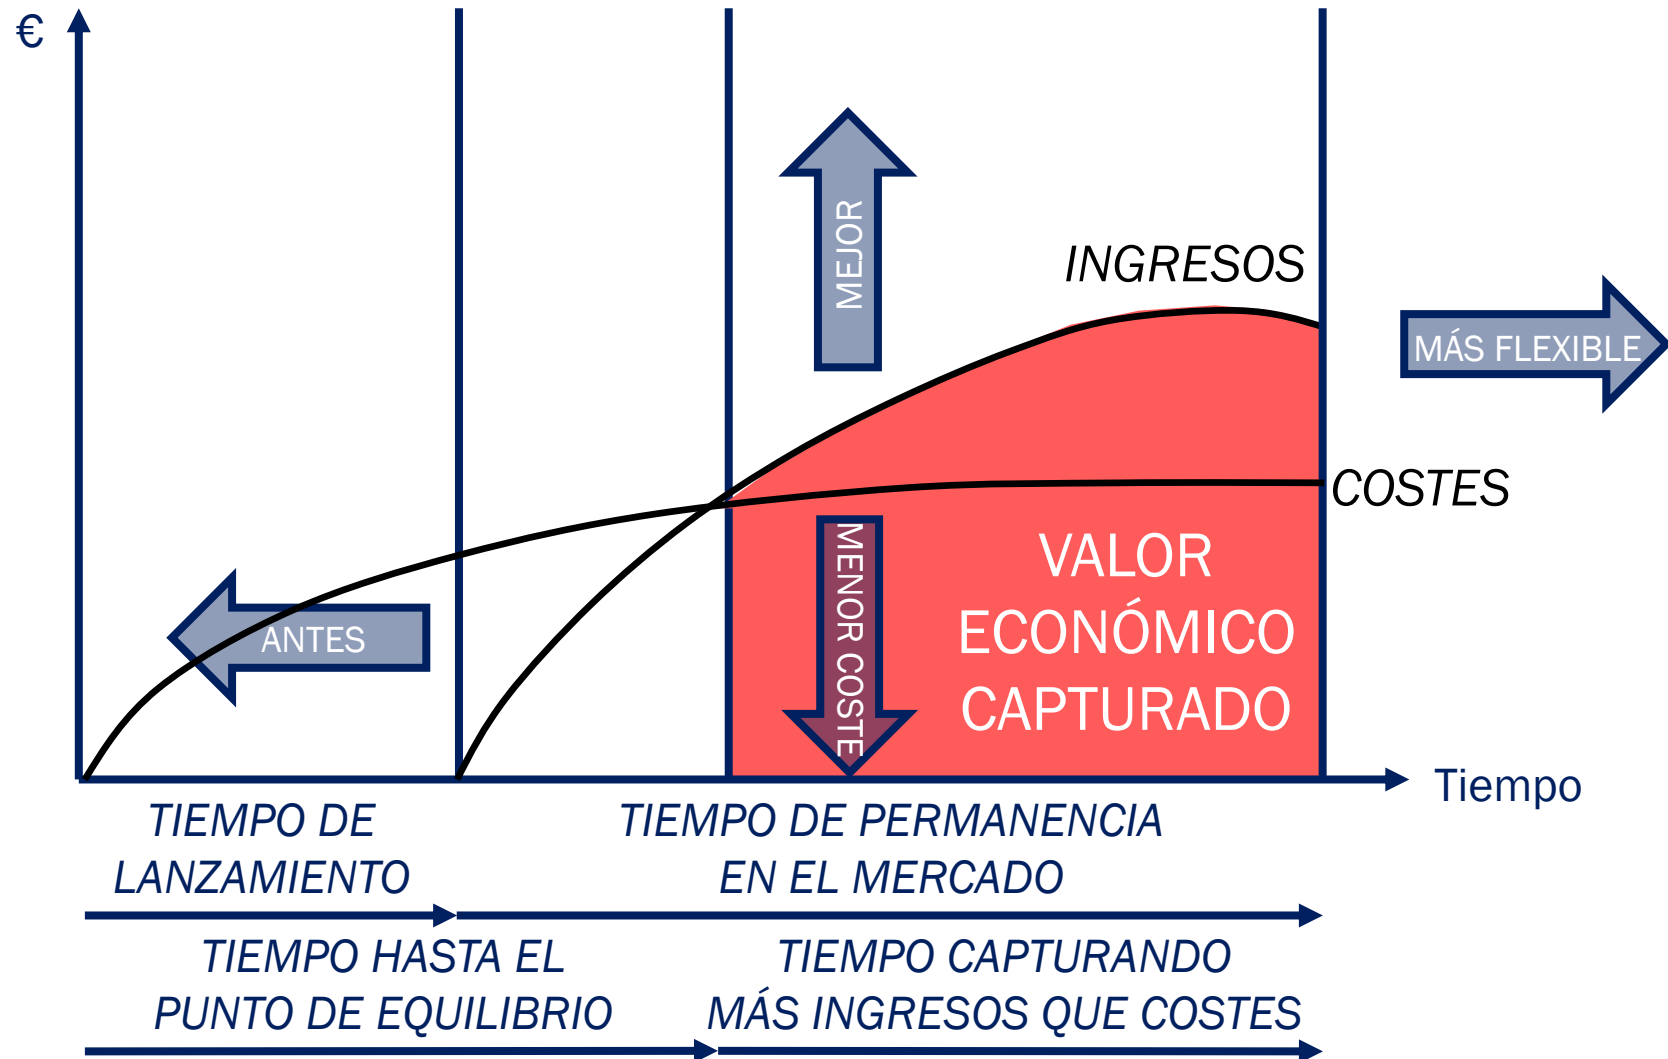 €
MEJOR
INGRESOS
MÁS FLEXIBLE
COSTES
MENOR COSTE
VALOR
ECONÓMICO
CAPTURADO
ANTES
Tiempo
TIEMPO DE
LANZAMIENTO
TIEMPO DE PERMANENCIA
EN EL MERCADO
TIEMPO HASTA EL
PUNTO DE EQUILIBRIO
TIEMPO CAPTURANDO
MÁS INGRESOS QUE COSTES